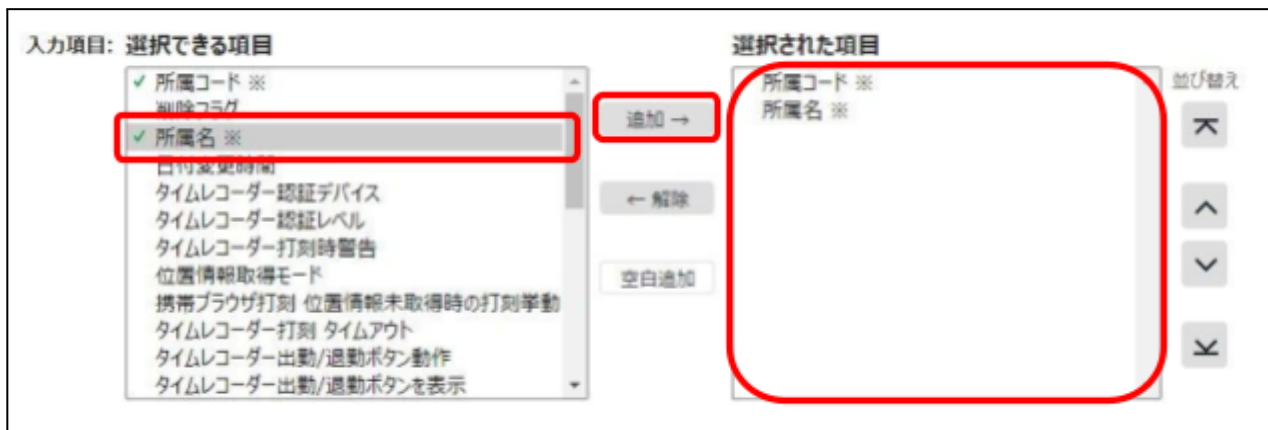 入力項目: 選択できる項目
✓ 所属コード ※
削除フラグ
✓ 所属名 ※
日付変更時間
タイムレコーダー認証デバイス
タイムレコーダー認証レベル
タイムレコーダー打刻時警告
位置情報取得モード
携帯ブラウザ打刻 位置情報未取得時の打刻挙動
タイムレコーダー打刻 タイムアウト
タイムレコーダー出勤/退勤ボタン動作
タイムレコーダー出勤/退勤ボタンを表示
追加 →
← 解除
空白追加
選択された項目
所属コード ※
所属名 ※
並び替え